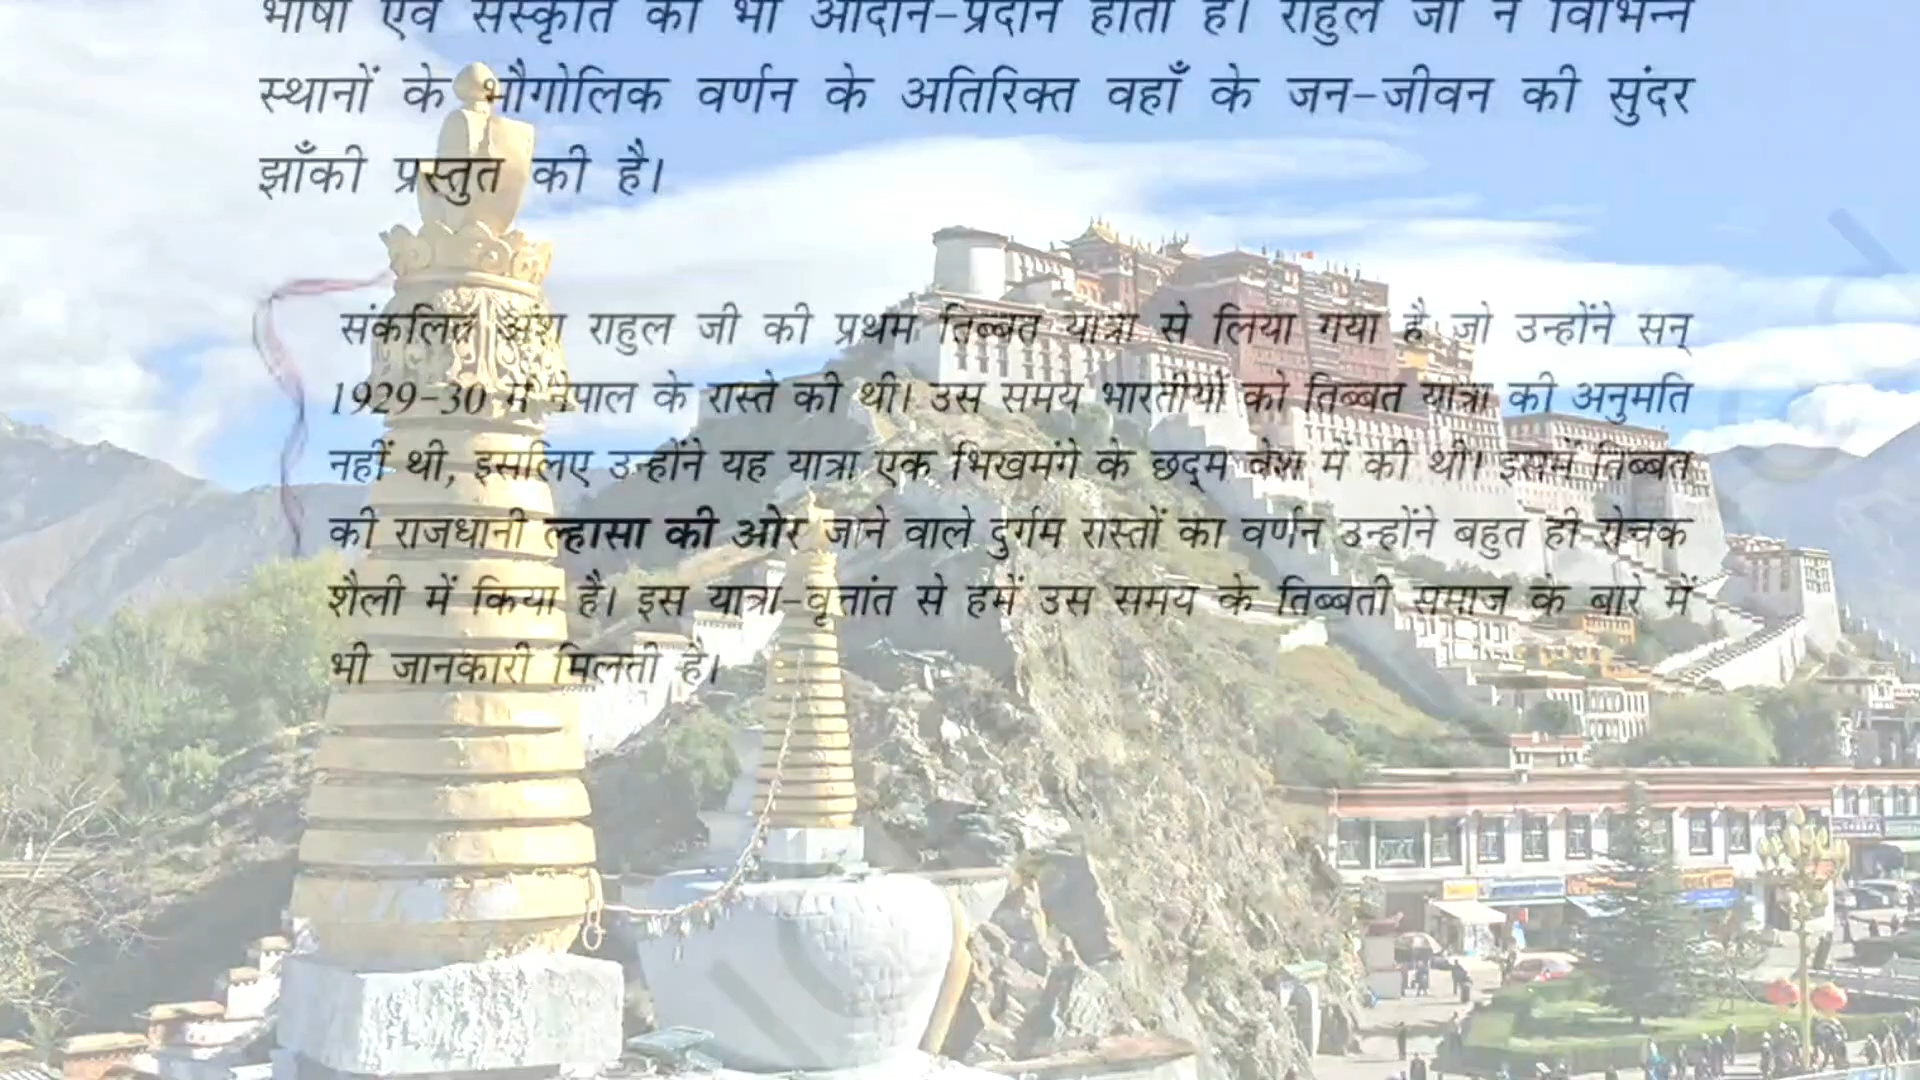 भाषा एवं संस्कृति का भी आदान-प्रदान होता है। राहुल जी ने विभिन्न
स्थानों के भौगोलिक वर्णन के अतिरिक्त वहाँ के जन-जीवन की सुंदर
झाँकी प्रस्तुत की है।
संकलित अंश राहुल जी की प्रथम तिब्बत यात्रा से लिया गया है जो उन्होंने सन्
1929-30 में नेपाल के रास्ते की थी। उस समय भारतीयों को तिब्बत यात्रा की अनुमति
नहीं थी, इसलिए उन्होंने यह यात्रा एक भिखमंगे के छद्म वेश में की थी। इसमें तिब्बत
की राजधानी ल्हासा की ओर जाने वाले दुर्गम रास्तों का वर्णन उन्होंने बहुत ही रोचक
शैली में किया है। इस यात्रा-वृत्तांत से हमें उस समय के तिब्बती समाज के बारे में
भी जानकारी मिलती है।